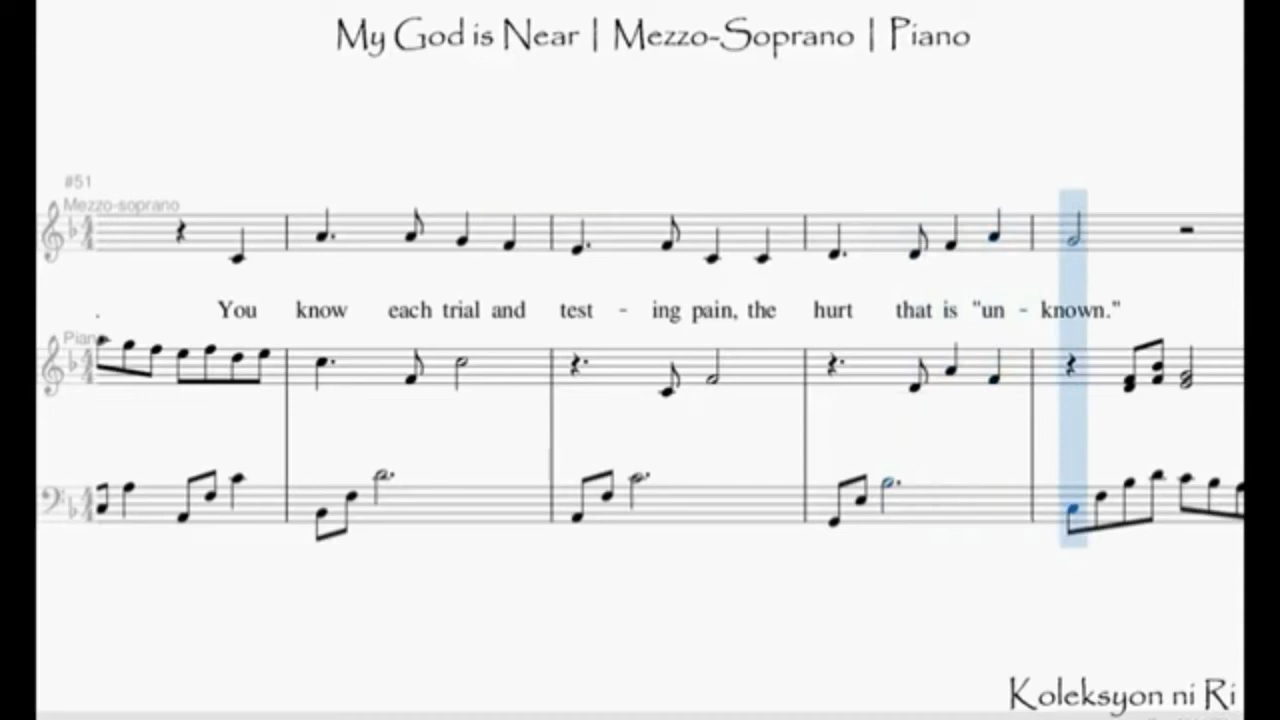 My God is Near | Mezzo-Soprano | Piano
#51
Mezzo-soprano
. You know each trial and test - ing pain, the hurt that is "un - known."
Piano
Koleksyon ni Ri